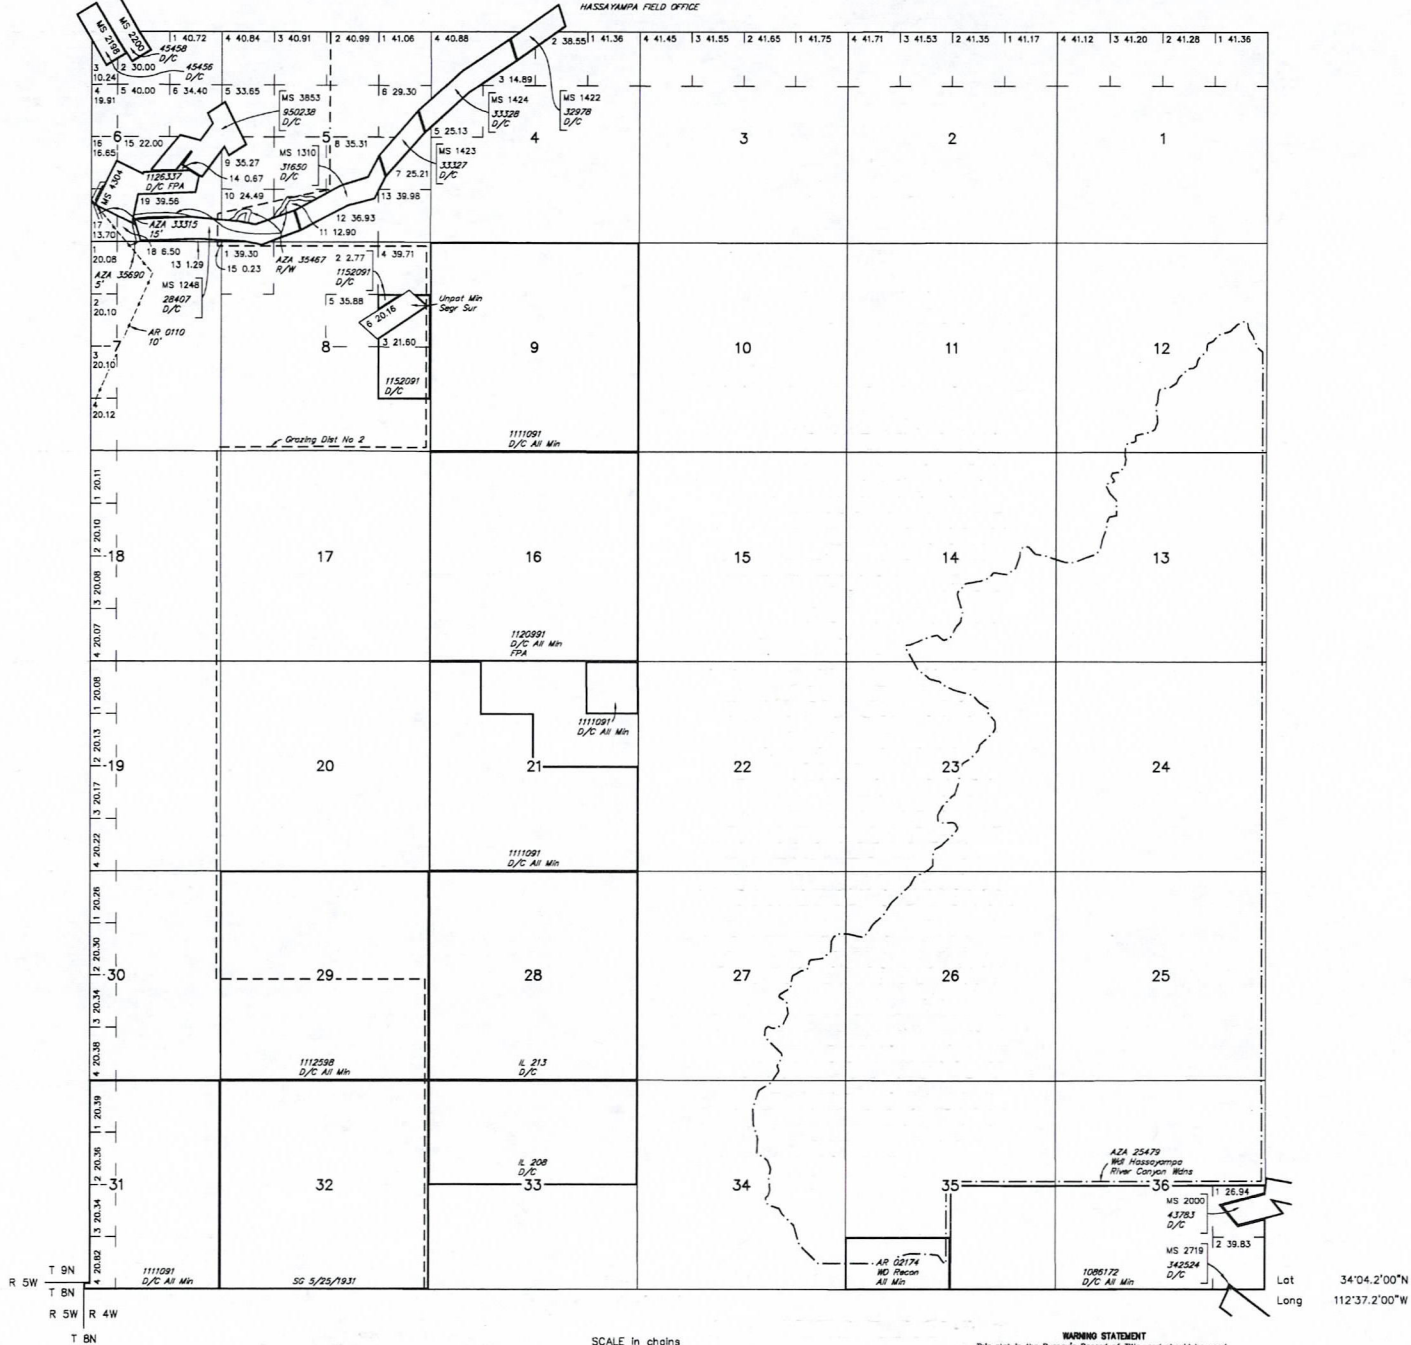 HASSAYAMPA FIELD OFFICE
MS 2198
MS 2200
45458
D/C
45456
D/C
1 40.72
4 40.84
3 40.91
2 40.99
1 41.06
4 40.88
2 38.55
1 41.36
4 41.45
3 41.55
2 41.65
1 41.75
4 41.71
3 41.53
2 41.35
1 41.17
4 41.12
3 41.20
2 41.28
1 41.36
3
10.24
2 30.00
4
19.91
5 40.00
6 34.40
5 33.65
6 29.30
3 14.89
MS 3853
950238
D/C
MS 1424
33328
D/C
MS 1422
32978
D/C
16
16.65
6
15 22.00
5
8 35.31
5 25.13
4
3
2
1
MS 1310
31650
D/C
MS 1423
33327
D/C
9 35.27
14 0.67
10 24.49
7 25.21
13 39.98
MS 4304
1126337
D/C FPA
19 39.56
12 36.93
11 12.90
17
13.70
AZA 33315
15'
18 6.50
13 1.29
15 0.23
1
20.08
1 39.30
AZA 35467
R/W
2 2.77
4 39.71
1152091
D/C
AZA 35690
5'
MS 1248
28407
D/C
2
20.10
5 35.88
6 20.16
Unpat Min
Segr Sur
AR 0110
10'
7
3
20.10
8
3 21.60
9
10
11
12
1152091
D/C
4
20.12
Grazing Dist No 2
1111091
D/C All Min
1 20.11
2 20.10
3 20.08
4 20.07
18
17
16
15
14
13
1120991
D/C All Min
FPA
1 20.08
2 20.13
3 20.17
4 20.22
1111091
D/C All Min
19
20
21
22
23
24
1111091
D/C All Min
1 20.26
2 20.30
3 20.34
4 20.38
30
29
28
27
26
25
1112598
D/C All Min
IL 213
D/C
1 20.39
2 20.36
3 20.34
4 20.82
IL 208
D/C
AZA 25479
Wdl Hassayampa
River Canyon Wdns
31
32
33
34
35
36
1 26.94
MS 2000
43783
D/C
2 39.83
MS 2719
342524
D/C
1111091
D/C All Min
SG 5/25/1931
AR 02174
WD Recon
All Min
1086172
D/C All Min
T 9N
R 5W
T 8N
R 5W
R 4W
T 8N
Lat 34°04.2'00"N
Long 112°37.2'00"W
SCALE in chains
WARNING STATEMENT